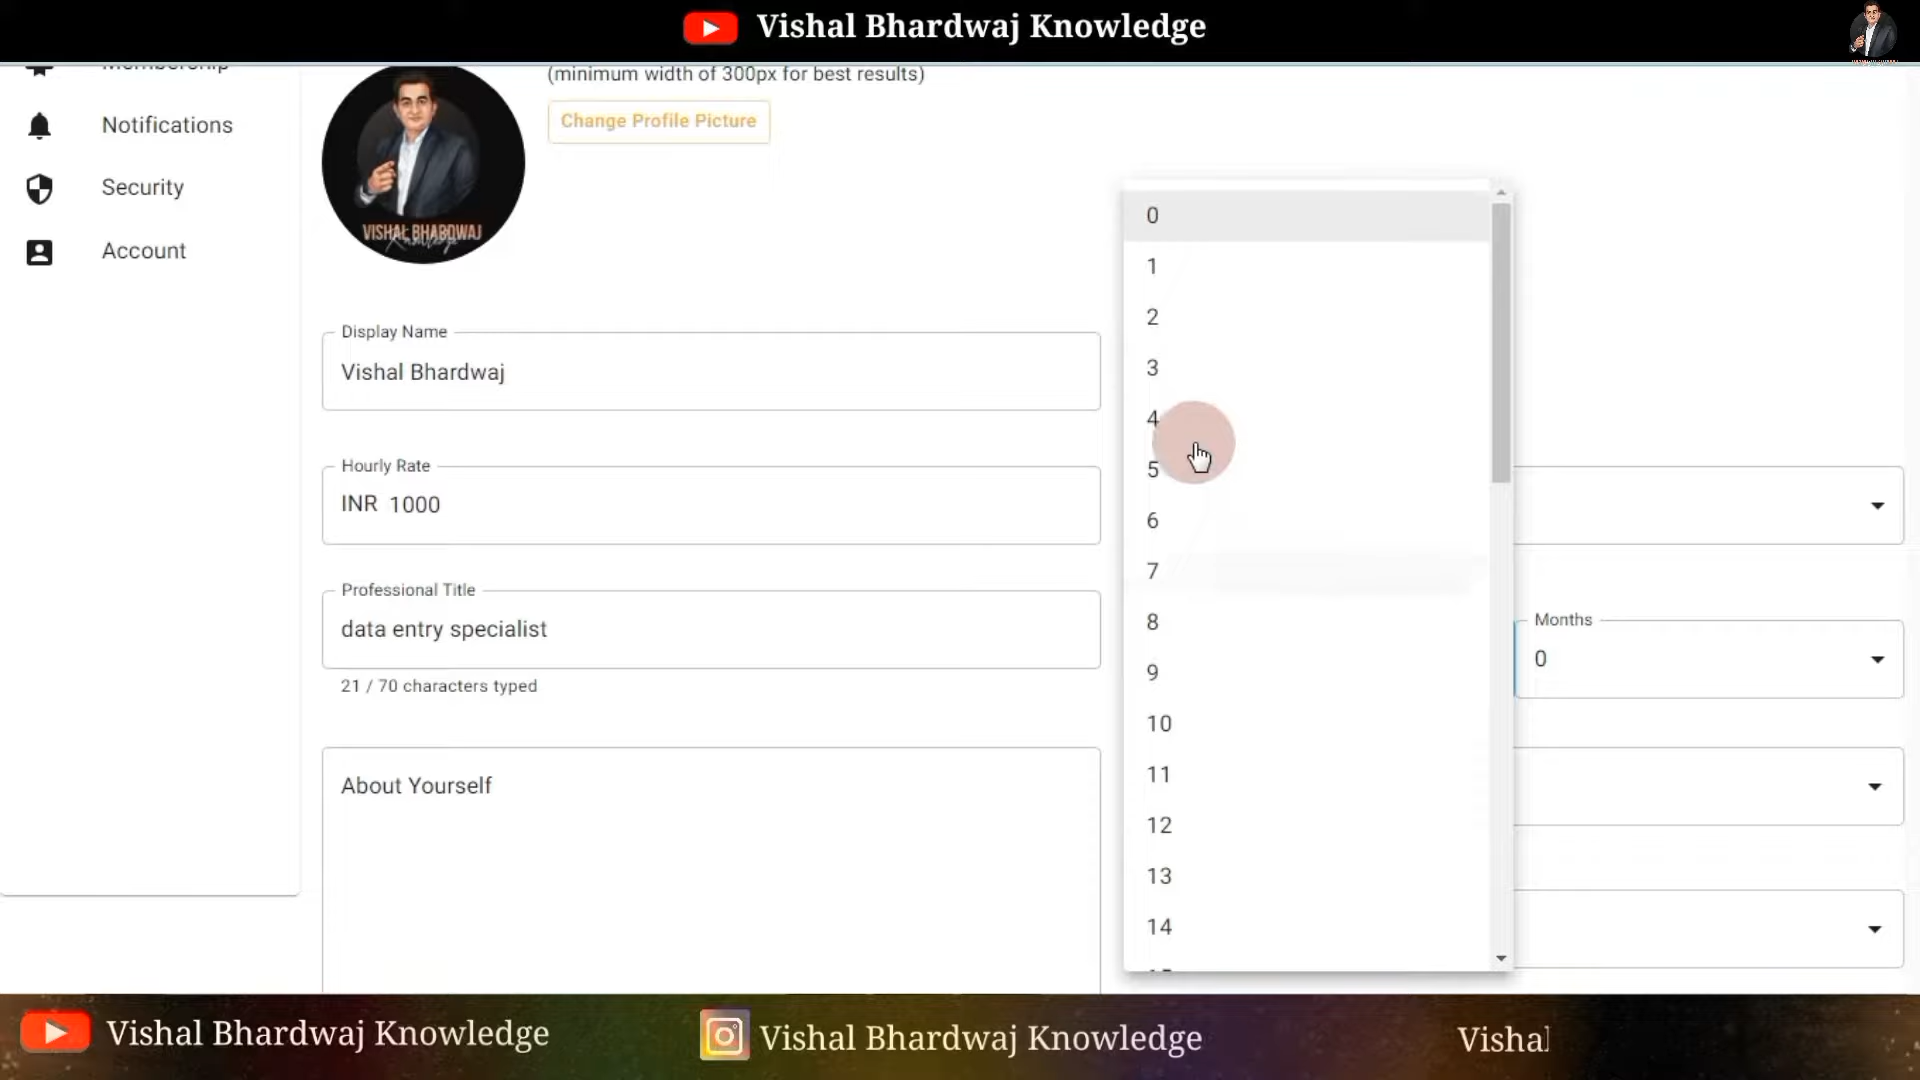 Vishal Bhardwaj Knowledge
Membership
(minimum width of 300px for best results)
Change Profile Picture
Notifications
Security
Account
VISHAL BHARDWAJ
Knowledge
Display Name
Vishal Bhardwaj
Hourly Rate
INR 1000
Professional Title
data entry specialist
21 / 70 characters typed
About Yourself
0
1
2
3
4
5
6
7
8
9
10
11
12
13
14
Months
0
Vishal Bhardwaj Knowledge
Vishal Bhardwaj Knowledge
Vishal